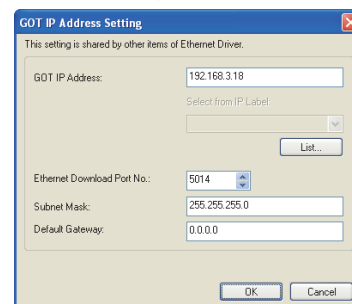 GOT IP Address Setting
This setting is shared by other items of Ethernet Driver.
GOT IP Address: 192.168.3.18
Select from IP Label:
List...
Ethernet Download Port No.: 5014
Subnet Mask: 255.255.255.0
Default Gateway: 0.0.0.0
OK Cancel